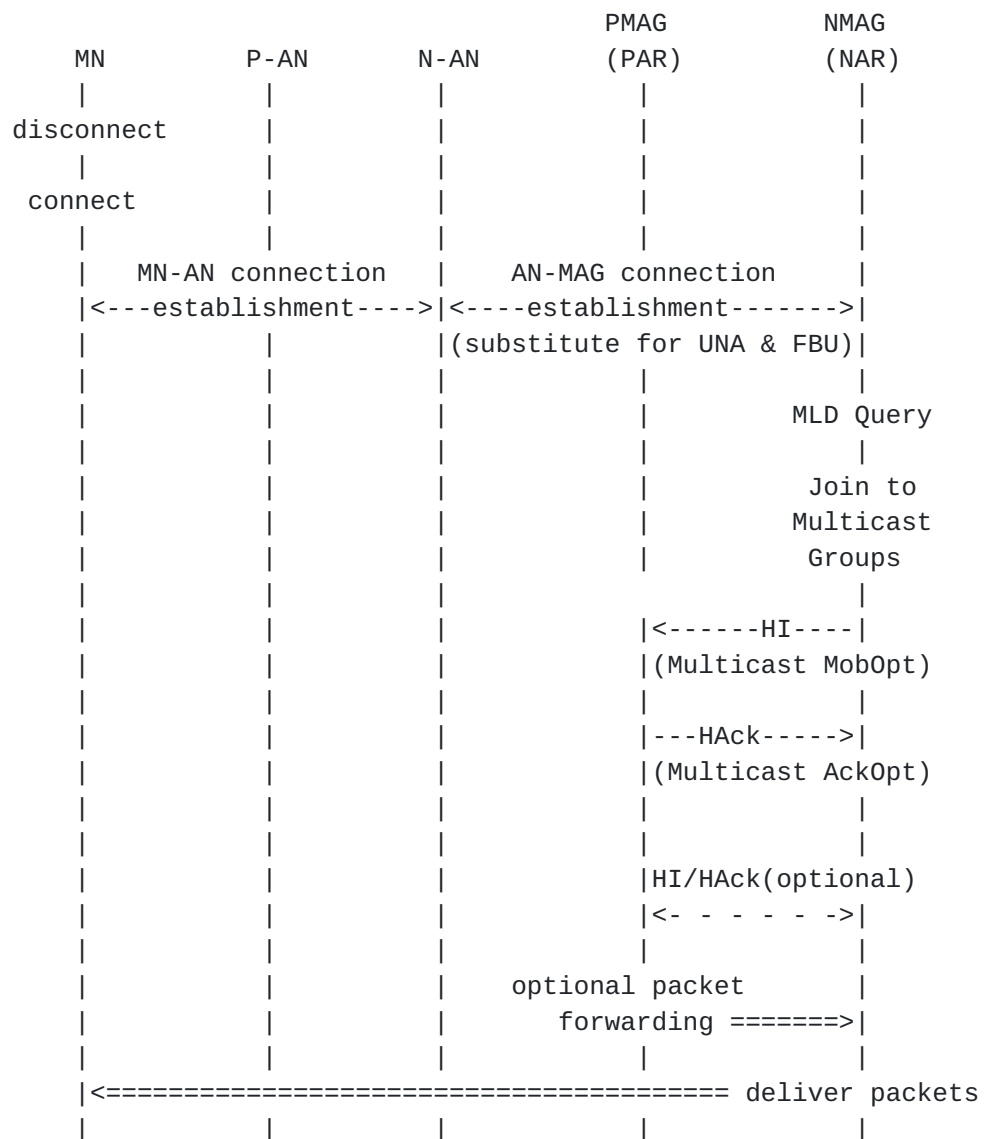 PMAG NMAG
MN P-AN N-AN (PAR) (NAR)
| | | | |
disconnect | | | |
| | | | |
connect | | | |
| | | | |
| MN-AN connection | AN-MAG connection |
|<---establishment---->|<----establishment------->|
| | |(substitute for UNA & FBU)|
| | | | |
| | | | MLD Query
| | | | |
| | | | Join to
| | | | Multicast
| | | | Groups
| | | | |
| | | |<------HI----|
| | | |(Multicast MobOpt)
| | | | |
| | | |---HAck----->|
| | | |(Multicast AckOpt)
| | | | |
| | | | |
| | | |HI/HAck(optional)
| | | |<- - - - - ->|
| | | | |
| | | optional packet |
| | | forwarding =======>|
| | | | |
|<======================================== deliver packets
| | | | |